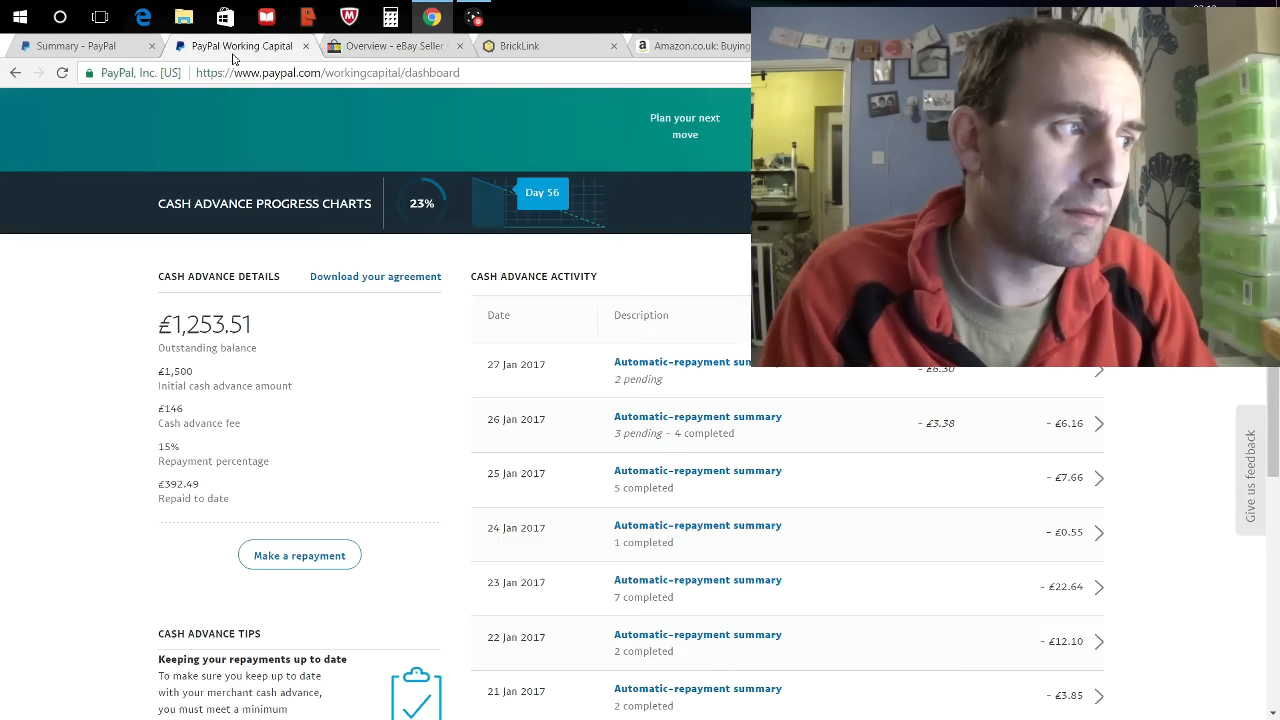 Summary - PayPal
PayPal Working Capital
Overview - eBay Seller
BrickLink
Amazon.co.uk: Buying
PayPal, Inc. [US]
https://www.paypal.com/workingcapital/dashboard
Plan your next
move
CASH ADVANCE PROGRESS CHARTS
23%
Day 56
CASH ADVANCE DETAILS
Download your agreement
£1,253.51
Outstanding balance
£1,500
Initial cash advance amount
£146
Cash advance fee
15%
Repayment percentage
£392.49
Repaid to date
Make a repayment
CASH ADVANCE TIPS
Keeping your repayments up to date
To make sure you keep up to date
with your merchant cash advance,
you must meet a minimum
CASH ADVANCE ACTIVITY
Date Description
27 Jan 2017 Automatic-repayment sum - £6.30
2 pending
26 Jan 2017 Automatic-repayment summary - £3.38 - £6.16
3 pending - 4 completed
25 Jan 2017 Automatic-repayment summary - £7.66
5 completed
24 Jan 2017 Automatic-repayment summary - £0.55
1 completed
23 Jan 2017 Automatic-repayment summary - £22.64
7 completed
22 Jan 2017 Automatic-repayment summary - £12.10
2 completed
21 Jan 2017 Automatic-repayment summary - £3.85
2 completed
Give us feedback